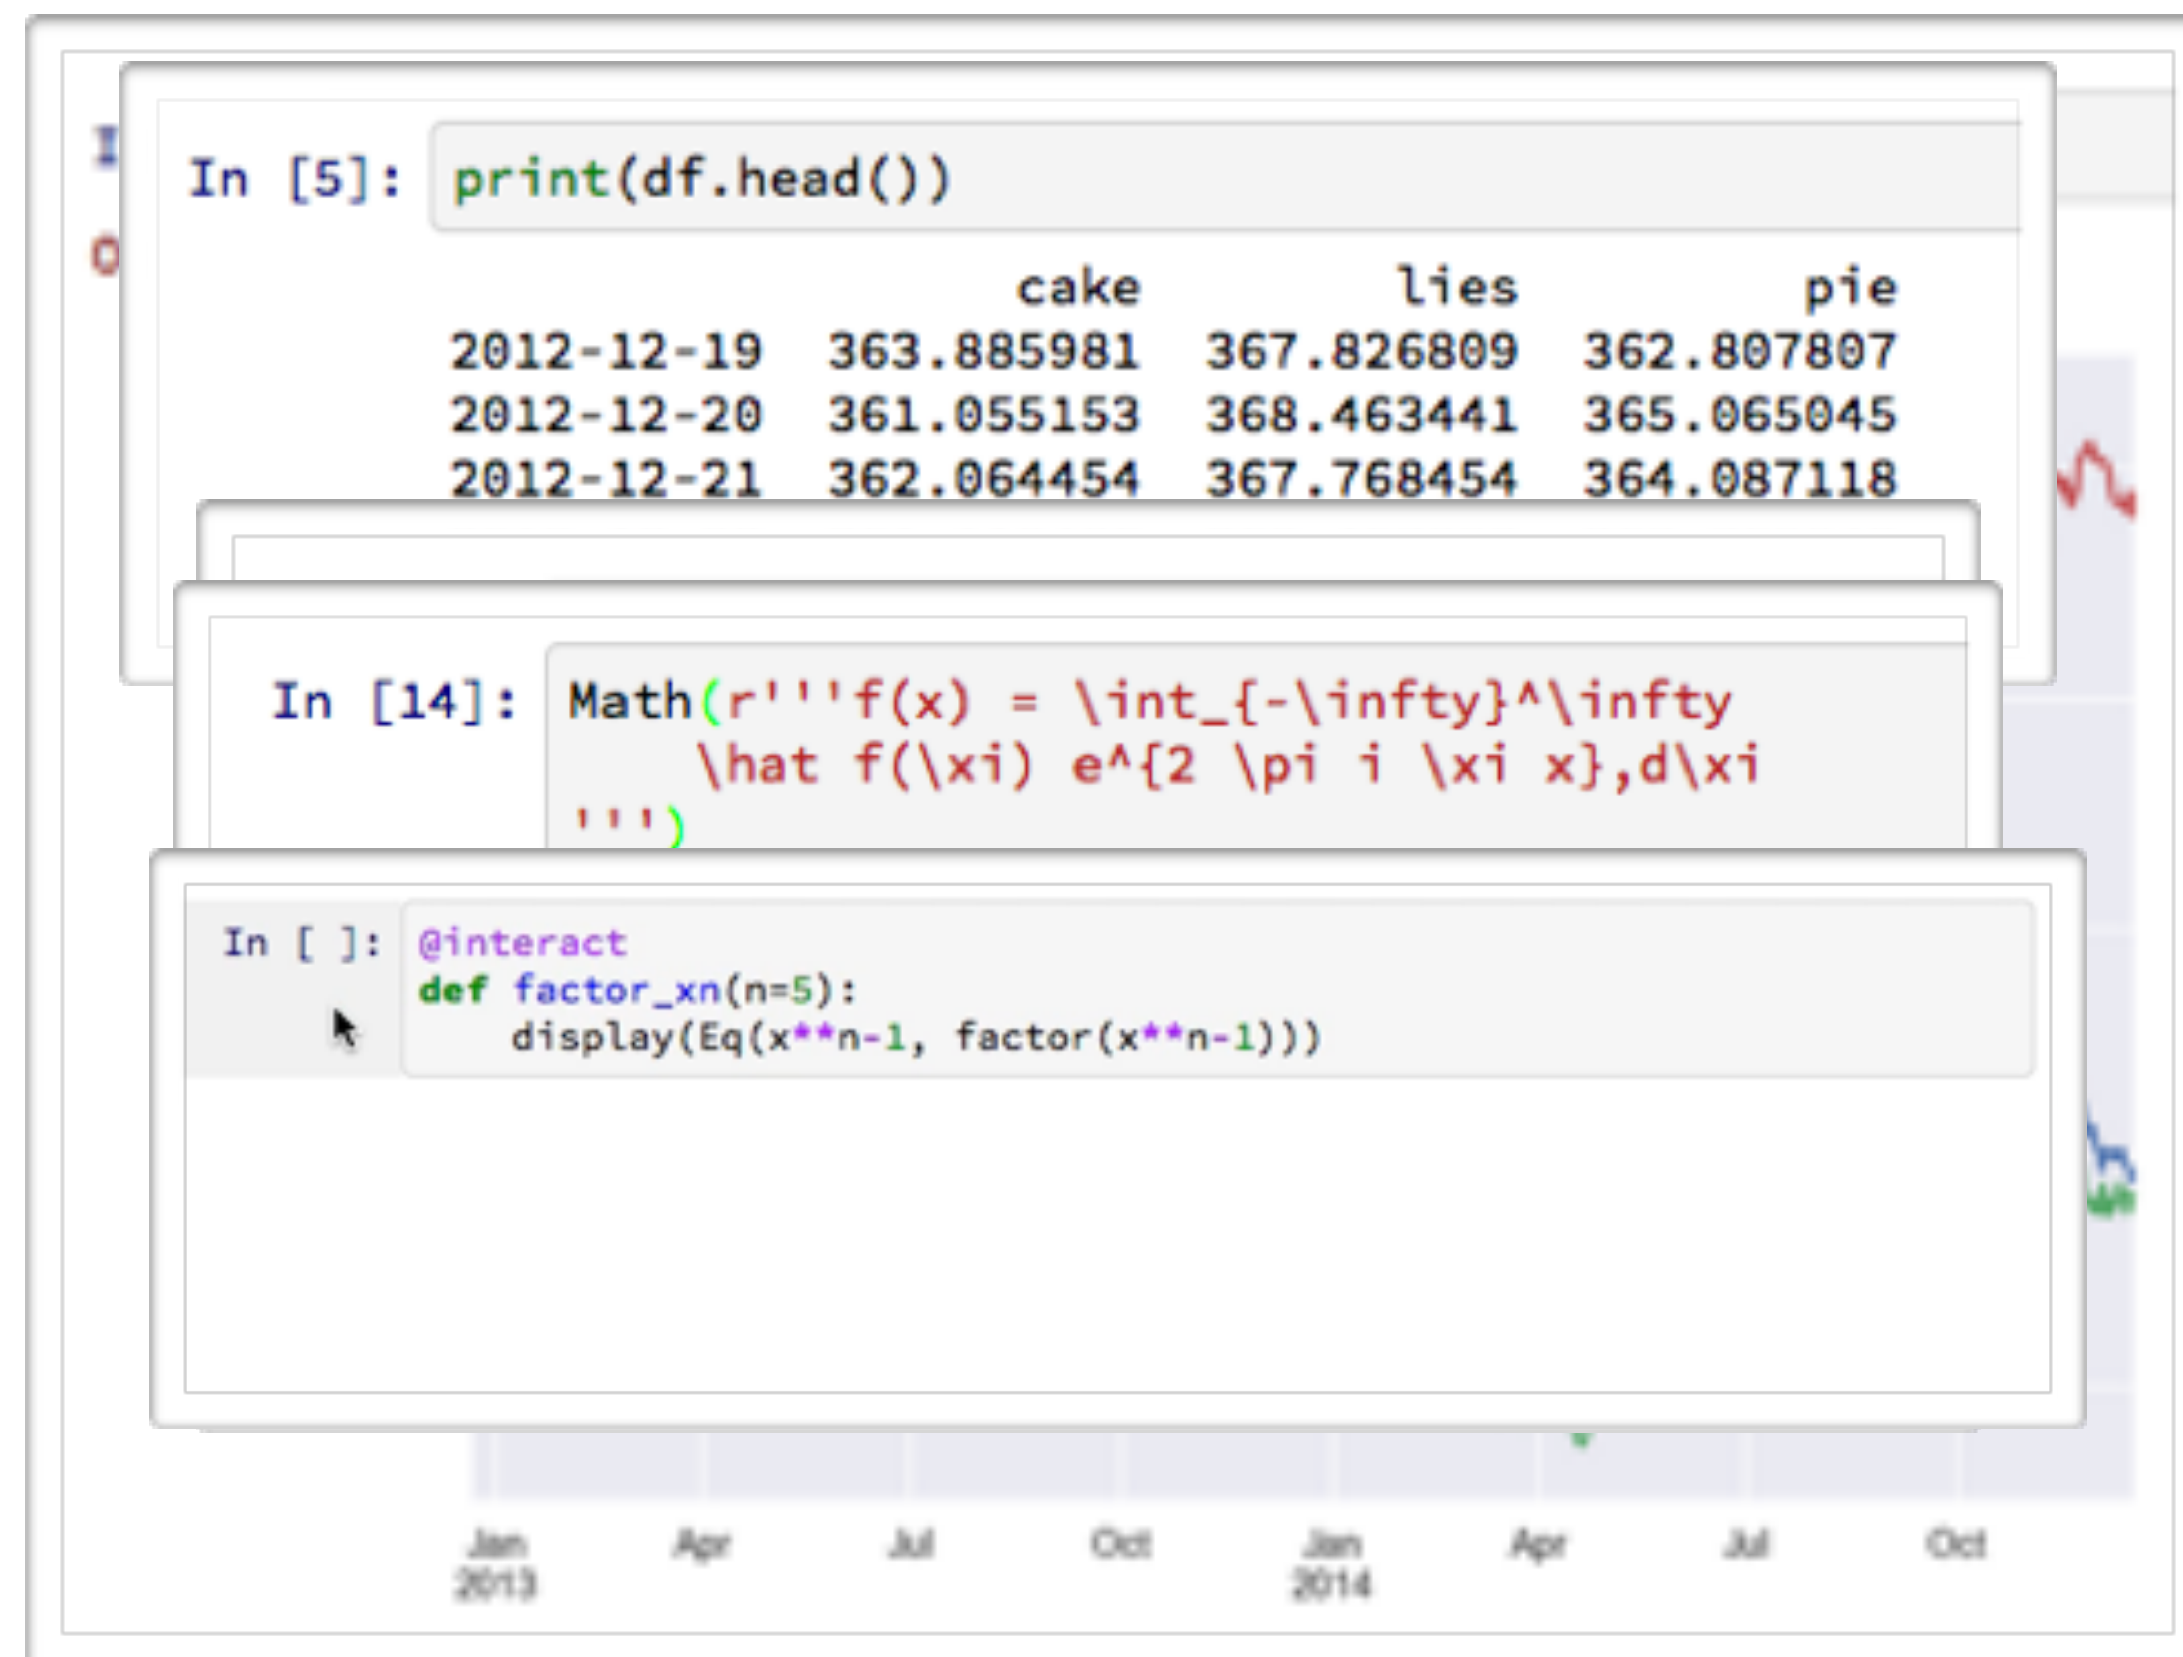 I
O
In [5]: print(df.head())
cake lies pie
2012-12-19 363.885981 367.826809 362.807807
2012-12-20 361.055153 368.463441 365.065045
2012-12-21 362.064454 367.768454 364.087118
In [14]: Math(r'''f(x) = \int_{-\infty}^\infty
\hat f(\xi) e^{2 \pi i \xi x},d\xi
''')
In [ ]: @interact
def factor_xn(n=5):
display(Eq(x**n-1, factor(x**n-1)))
Jan Apr Jul Oct Jan Apr Jul Oct
2013 2014